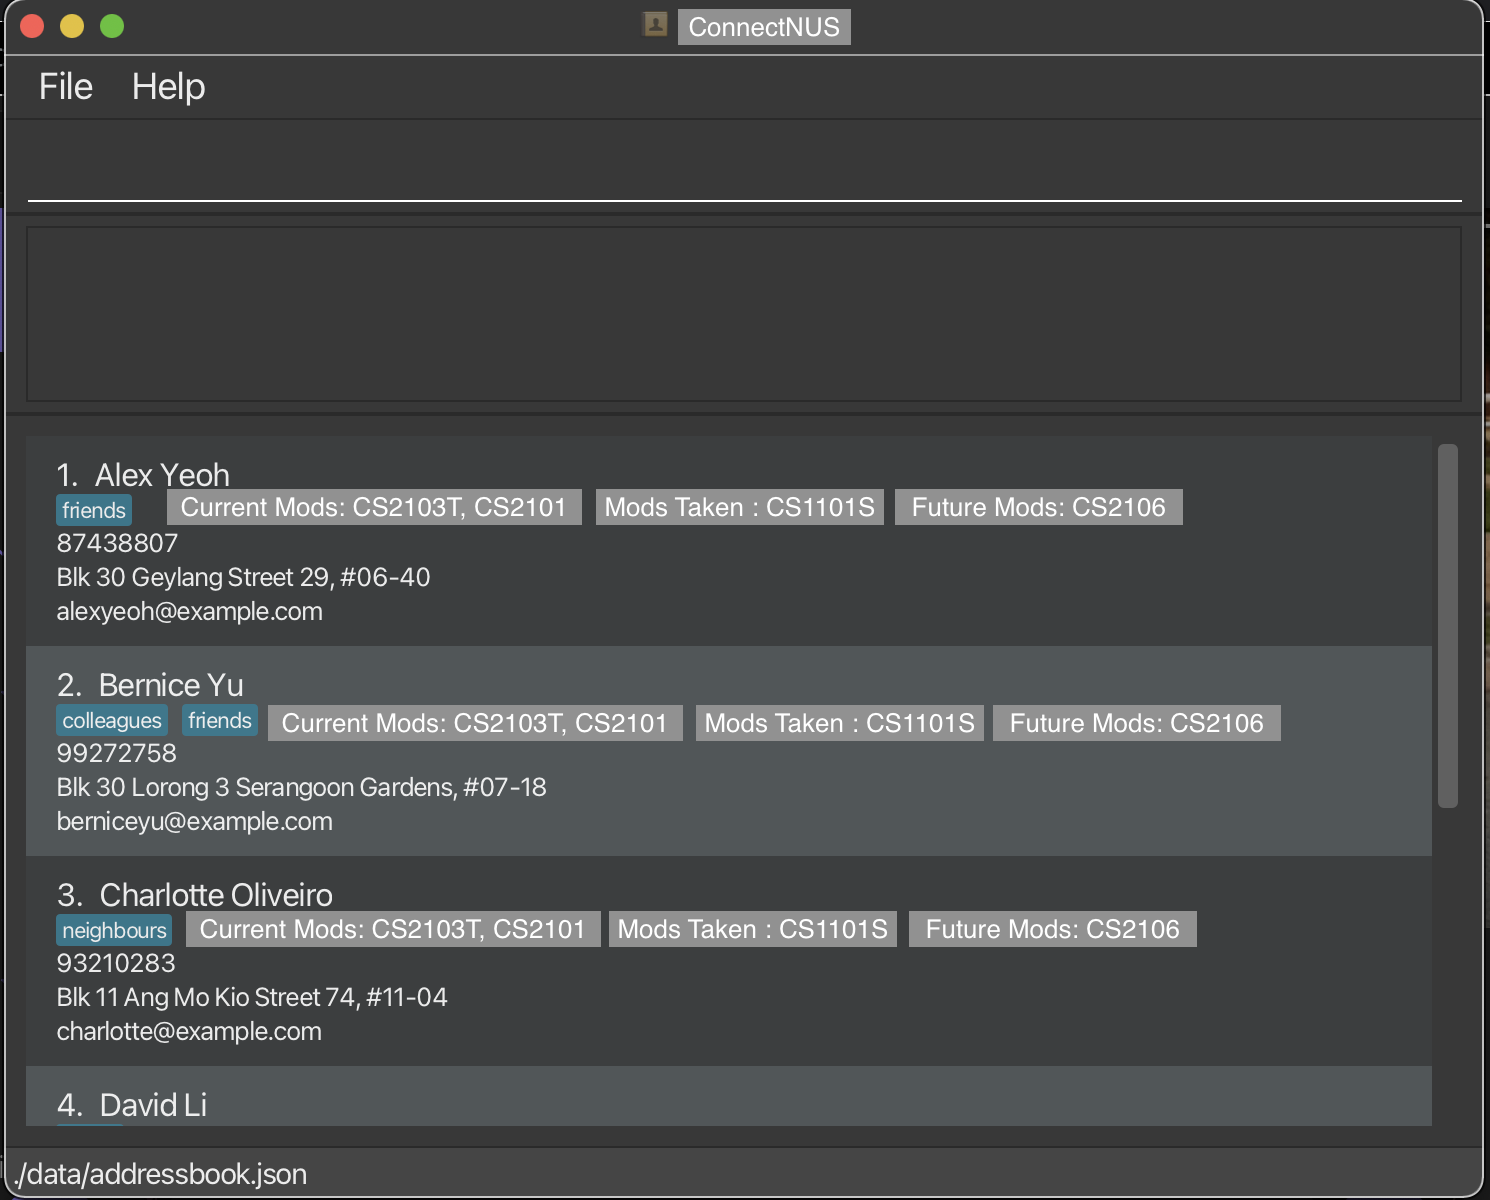 ConnectNUS
File Help
1. Alex Yeoh
friends Current Mods: CS2103T, CS2101 Mods Taken : CS1101S Future Mods: CS2106
87438807
Blk 30 Geylang Street 29, #06-40
alexyeoh@example.com
2. Bernice Yu
colleagues friends Current Mods: CS2103T, CS2101 Mods Taken : CS1101S Future Mods: CS2106
99272758
Blk 30 Lorong 3 Serangoon Gardens, #07-18
berniceyu@example.com
3. Charlotte Oliveiro
neighbours Current Mods: CS2103T, CS2101 Mods Taken : CS1101S Future Mods: CS2106
93210283
Blk 11 Ang Mo Kio Street 74, #11-04
charlotte@example.com
4. David Li
./data/addressbook.json